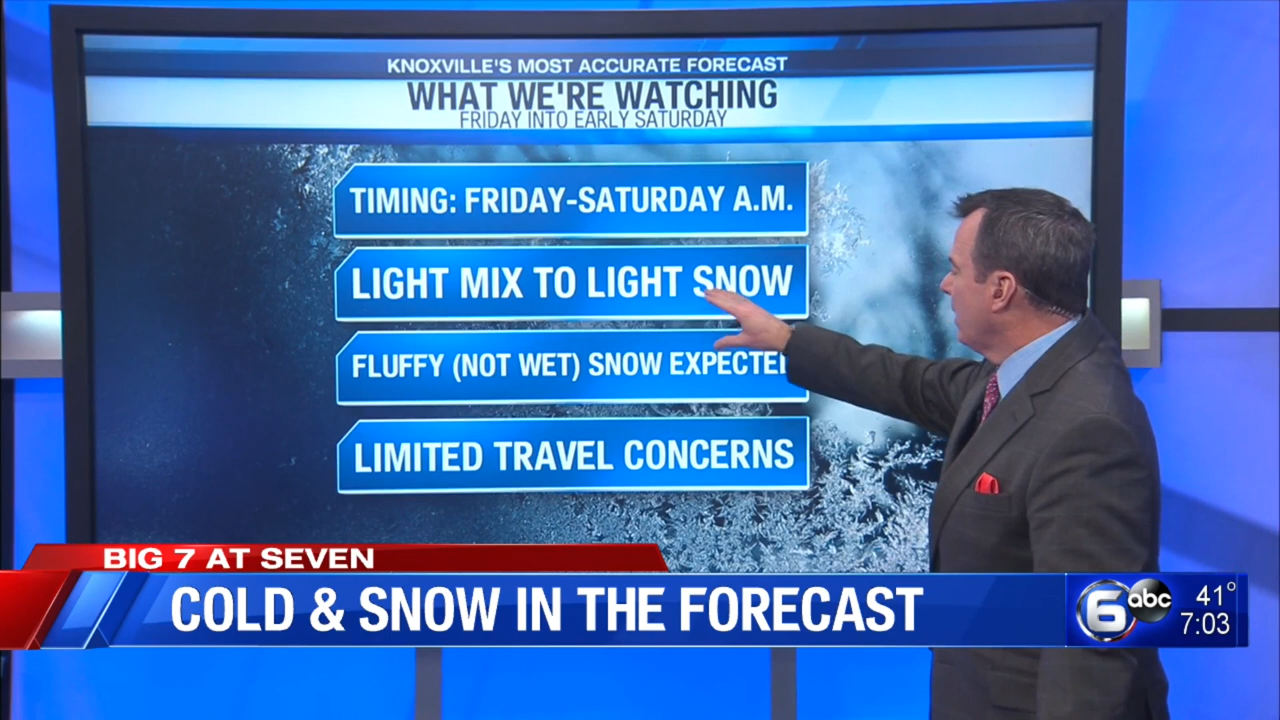 KNOXVILLE'S MOST ACCURATE FORECAST
WHAT WE'RE WATCHING
FRIDAY INTO EARLY SATURDAY
TIMING: FRIDAY-SATURDAY A.M.
LIGHT MIX TO LIGHT SNOW
FLUFFY (NOT WET) SNOW EXPECTE
LIMITED TRAVEL CONCERNS
BIG 7 AT SEVEN
COLD & SNOW IN THE FORECAST
6 abc 41°
7:03